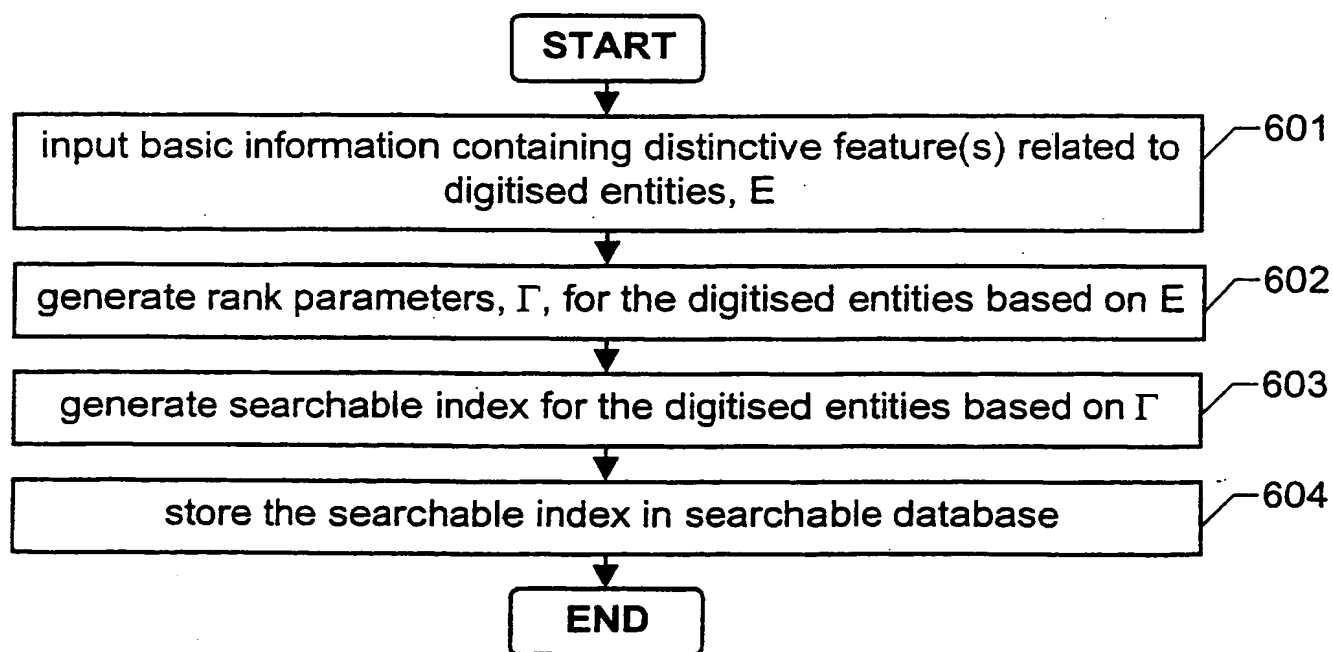 START
input basic information containing distinctive feature(s) related to
digitised entities, E
601
generate rank parameters, Γ, for the digitised entities based on E
602
generate searchable index for the digitised entities based on Γ
603
store the searchable index in searchable database
604
END